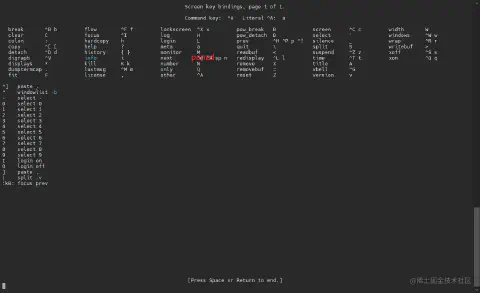 Screen key bindings, page 1 of 1.
Command key: ^A Literal ^A: a
break ^B b flow ^F f lockscreen ^X x pow_break B screen ^C c width W
clear C focus ^I log H pow_detach D select ' windows ^W w
colon : hardcopy h login L prev ^H ^P p ^? silence _ wrap ^R r
copy ^[ [ help ? meta a quit \ split S writebuf >
detach ^D d history { } monitor M readbuf < suspend ^Z z xoff ^S s
digraph ^V info i next sp n redisplay ^L l time ^T t xon ^Q q
displays * kill K k number N remove X title A
dumptermcap . lastmsg ^M m only Q removebuf = vbell ^G
fit F license , other ^A reset Z version v
^] paste .
" windowlist -b
- select -
0 select 0
1 select 1
2 select 2
3 select 3
4 select 4
5 select 5
6 select 6
7 select 7
8 select 8
9 select 9
I login on
O login off
] paste .
| split -v
:kB: focus prev
[Press Space or Return to end.]
@稀土掘金技术社区